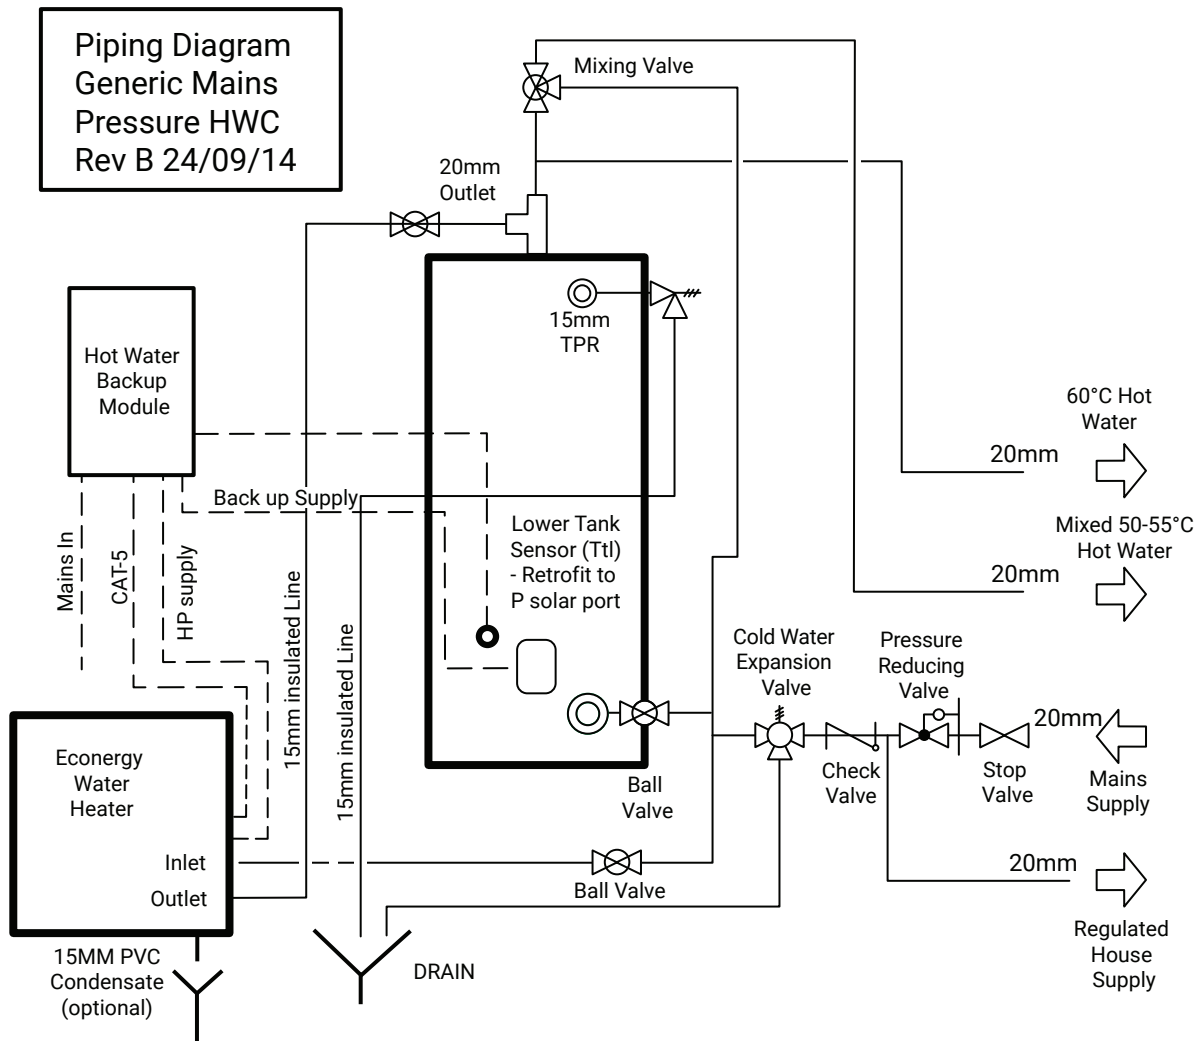 Piping Diagram
Generic Mains
Pressure HWC
Rev B 24/09/14
Mixing Valve
20mm
Outlet
15mm
TPR
Hot Water
Backup
Module
60°C Hot
Water
20mm
Back up Supply
Lower Tank
Sensor (Ttl)
- Retrofit to
P solar port
Mixed 50-55°C
Hot Water
20mm
Mains In
CAT-5
HP supply
15mm insulated Line
15mm insulated Line
Cold Water
Expansion
Valve
Pressure
Reducing
Valve
20mm
Econergy
Water
Heater
Ball
Valve
Check
Valve
Stop
Valve
Mains
Supply
Inlet
Outlet
Ball Valve
20mm
Regulated
House
Supply
15MM PVC
Condensate
(optional)
DRAIN